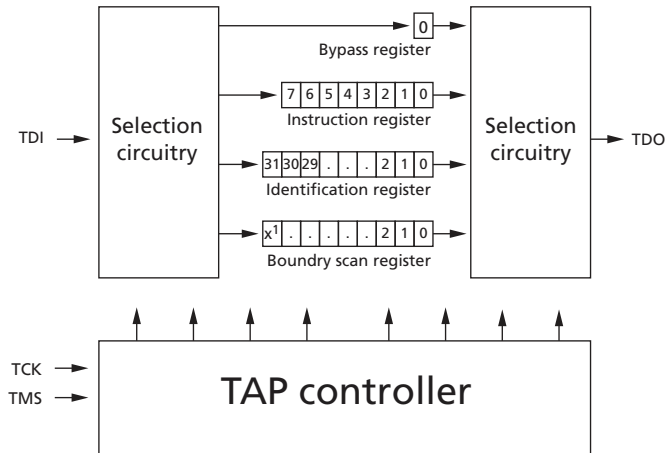 0
Bypass register
7 6 5 4 3 2 1 0
Instruction register
TDI
Selection
circuitry
Selection
circuitry
TDO
31 30 29 . . . 2 1 0
Identification register
x1 . . . . . 2 1 0
Boundry scan register
TCK
TMS
TAP controller